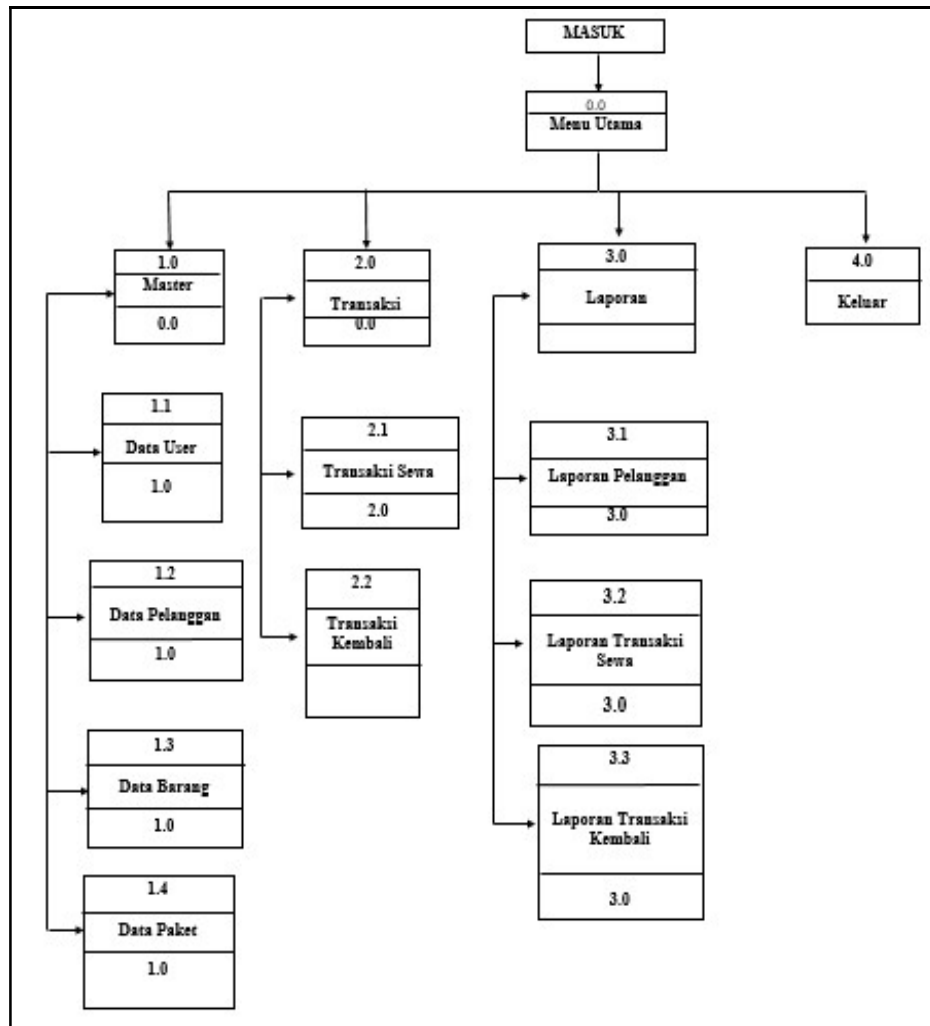 MASUK
0.0
Menu Utama
1.0
Master
0.0
1.1
Data User
1.0
1.2
Data Pelanggan
1.0
1.3
Data Barang
1.0
1.4
Data Paket
1.0
2.0
Transaksi
0.0
2.1
Transaksi Sewa
2.0
2.2
Transaksi
Kembali
3.0
Laporan
3.1
Laporan Pelanggan
3.0
3.2
Laporan Transaksi
Sewa
3.0
3.3
Laporan Transaksi
Kembali
3.0
4.0
Keluar